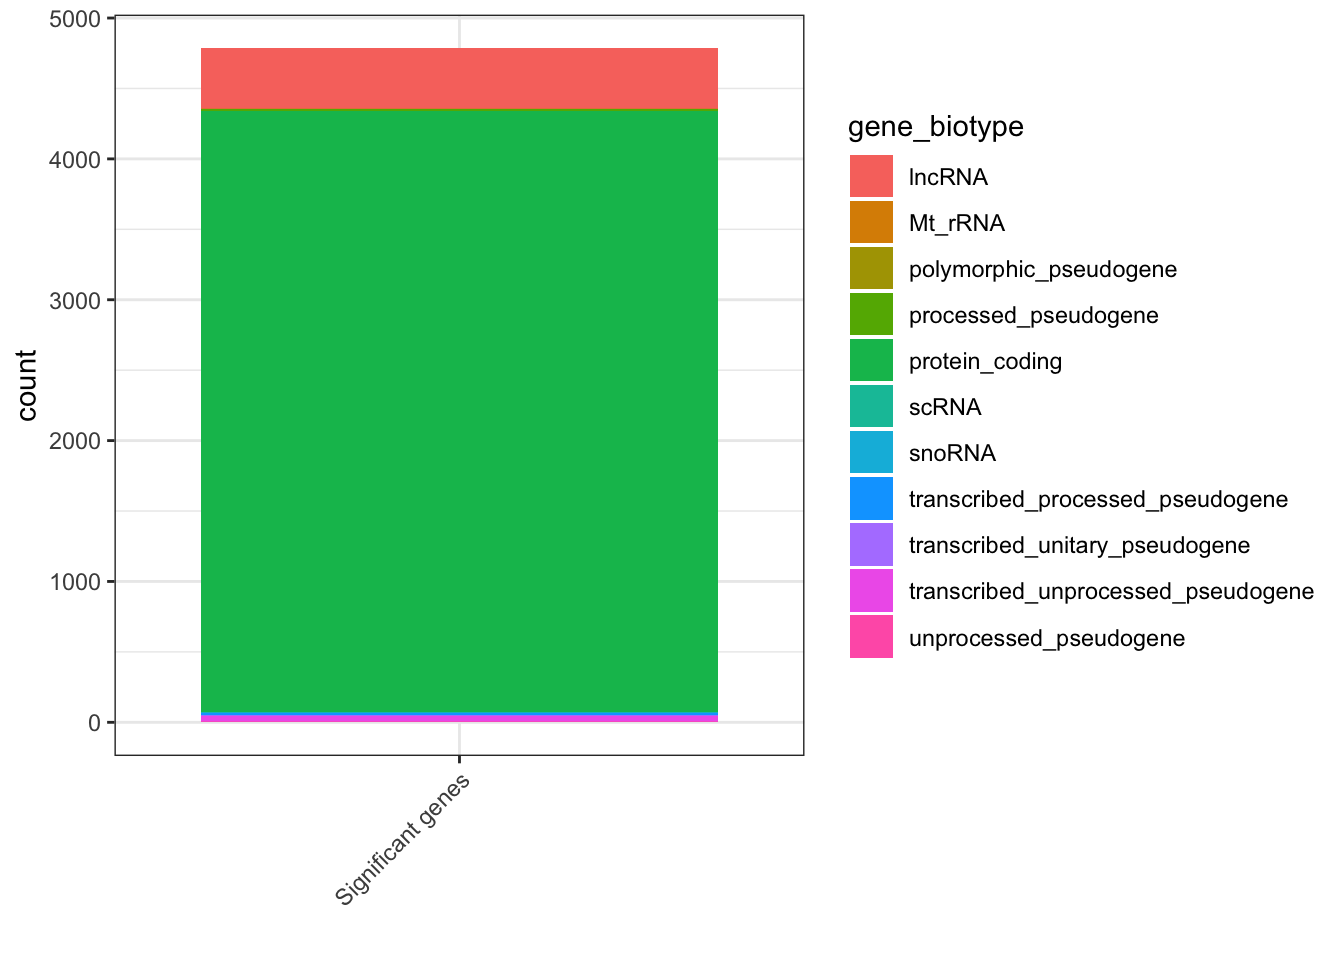 5000
4000
3000
2000
1000
0
count
Significant genes
gene_biotype
lncRNA
Mt_rRNA
polymorphic_pseudogene
processed_pseudogene
protein_coding
scRNA
snoRNA
transcribed_processed_pseudogene
transcribed_unitary_pseudogene
transcribed_unprocessed_pseudogene
unprocessed_pseudogene